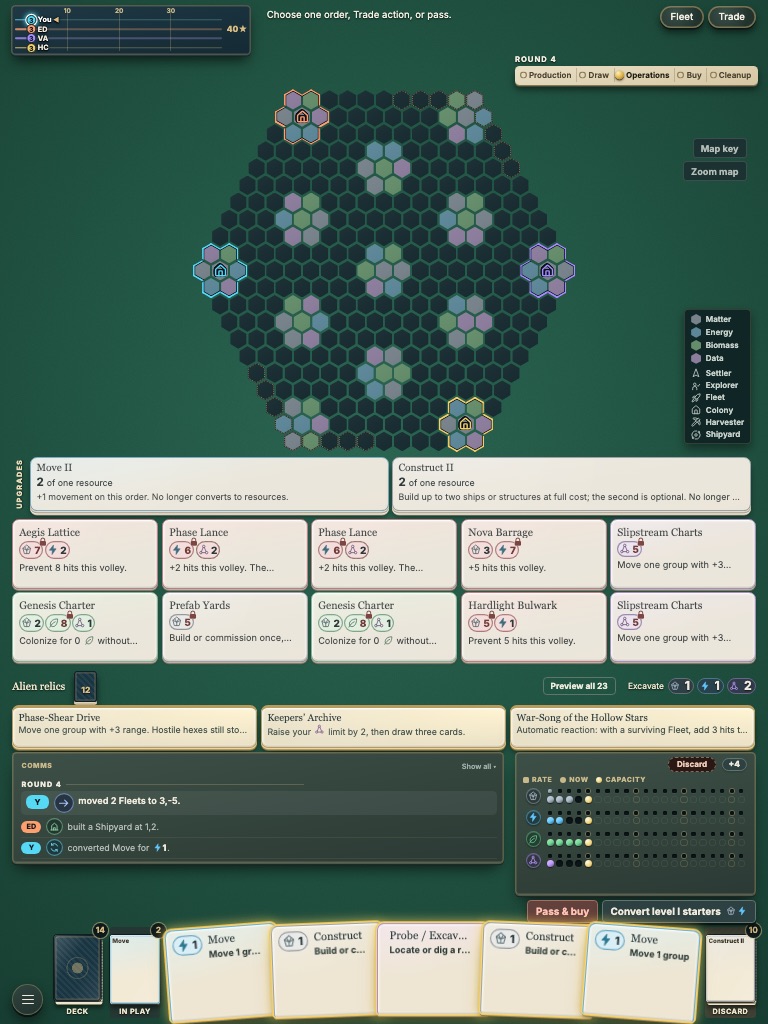 10 20 30
3 You
3 ED
3 VA
3 HC
40★
Choose one order, Trade action, or pass.
Fleet
Trade
ROUND 4
Production Draw Operations Buy Cleanup
Map key
Zoom map
Matter
Energy
Biomass
Data
Settler
Explorer
Fleet
Colony
Harvester
Shipyard
UPGRADES
Move II
2 of one resource
+1 movement on this order. No longer converts to resources.
Construct II
2 of one resource
Build up to two ships or structures at full cost; the second is optional. No longer ...
Aegis Lattice
7 2
Prevent 8 hits this volley.
Phase Lance
6 2
+2 hits this volley. The...
Phase Lance
6 2
+2 hits this volley. The...
Nova Barrage
3 7
+5 hits this volley.
Slipstream Charts
5
Move one group with +3...
Genesis Charter
2 8 1
Colonize for 0 without...
Prefab Yards
5
Build or commission once,...
Genesis Charter
2 8 1
Colonize for 0 without...
Hardlight Bulwark
5 1
Prevent 5 hits this volley.
Slipstream Charts
5
Move one group with +3...
Alien relics
12
Preview all 23
Excavate 1 1 2
Phase-Shear Drive
Move one group with +3 range. Hostile hexes still sto...
Keepers' Archive
Raise your limit by 2, then draw three cards.
War-Song of the Hollow Stars
Automatic reaction: with a surviving Fleet, add 3 hits t...
COMMS
Show all
ROUND 4
Y moved 2 Fleets to 3,-5.
ED built a Shipyard at 1,2.
Y converted Move for 1.
Discard
+4
RATE NOW CAPACITY
Pass & buy
Convert level I starters
14
DECK
2
Move
IN PLAY
1 Move
Move 1 gr...
1 Construct
Build or c...
Probe / Excav...
Locate or dig a r...
1 Construct
Build or c...
1 Move
Move 1 group
10
Construct II
DISCARD